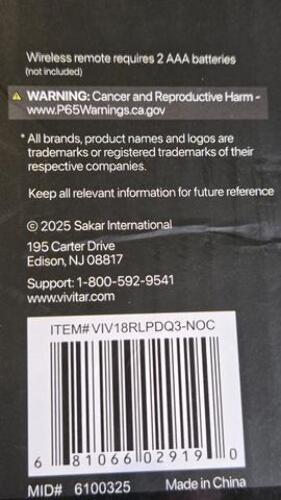 Wireless remote requires 2 AAA batteries
(not included)
⚠ WARNING: Cancer and Reproductive Harm -
www.P65Warnings.ca.gov
* All brands, product names and logos are
trademarks or registered trademarks of their
respective companies.
Keep all relevant information for future reference
© 2025 Sakar International
195 Carter Drive
Edison, NJ 08817
Support: 1-800-592-9541
www.vivitar.com
ITEM# VIV18RLPDQ3-NOC
6 81066 02919 0
MID# 6100325 Made in China